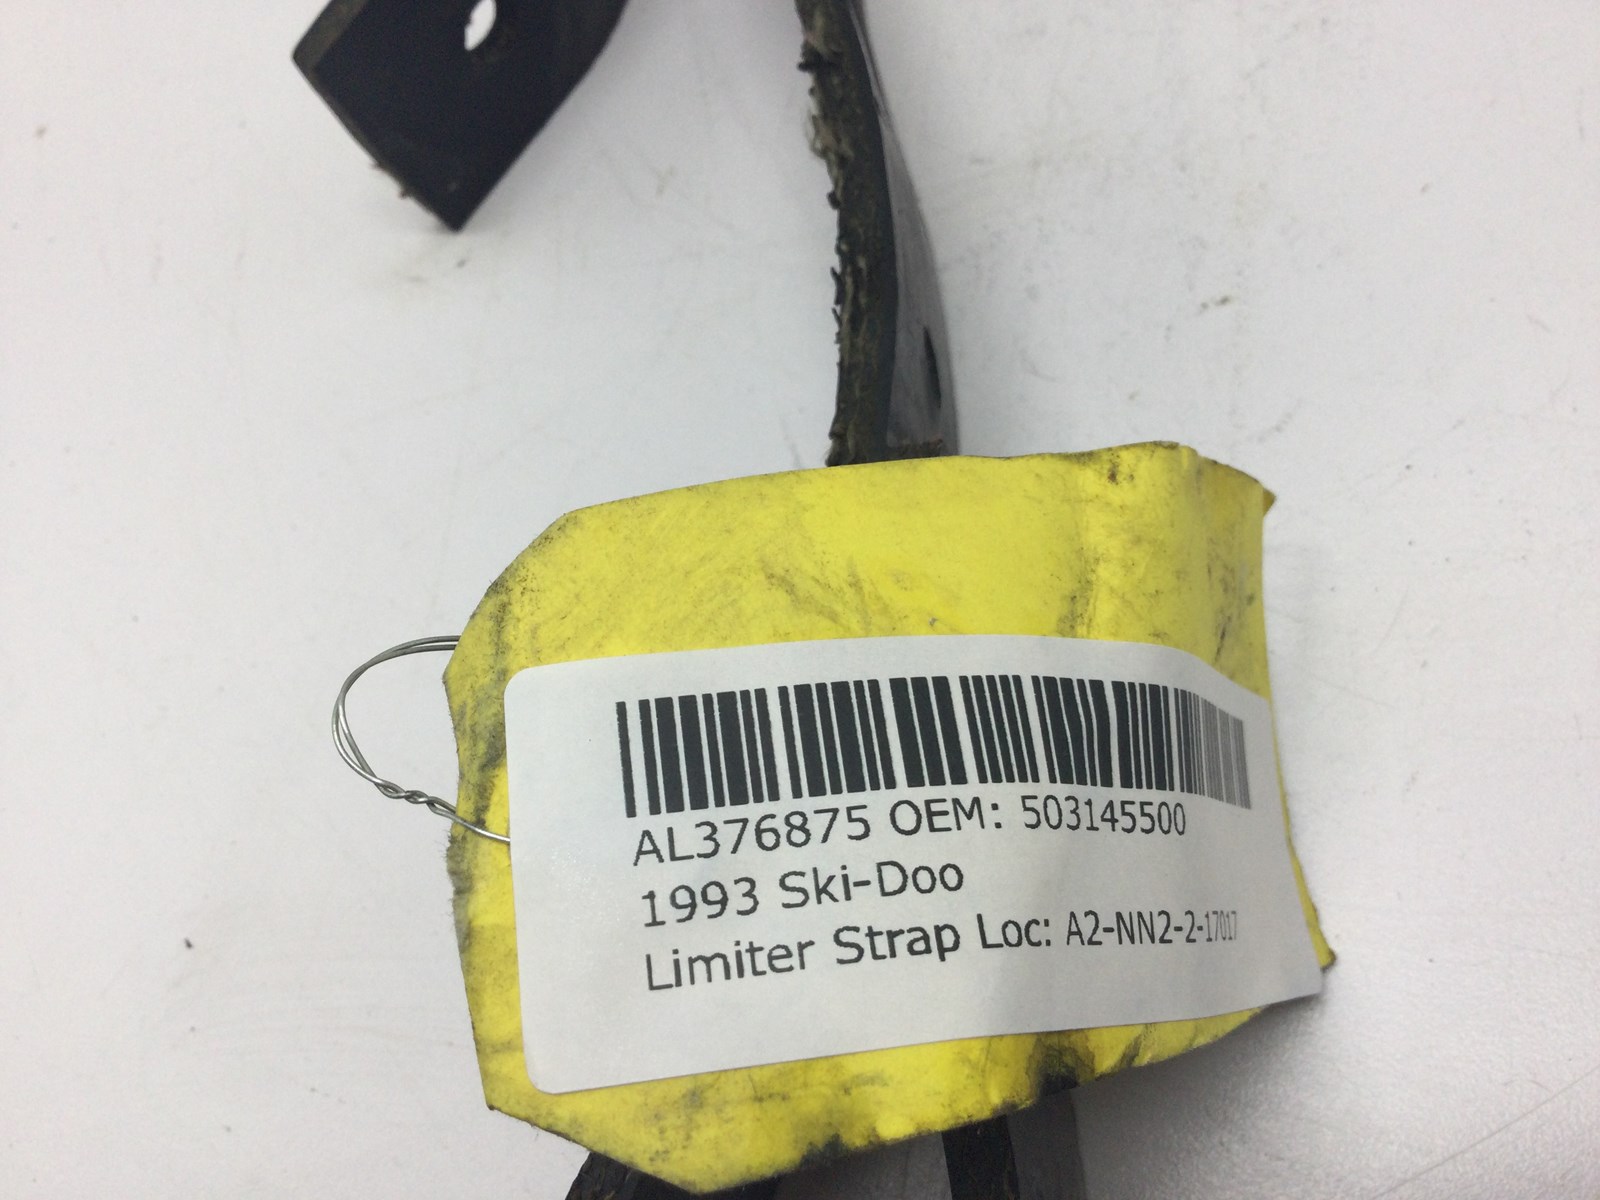 AL376875 OEM: 503145500
1993 Ski-Doo
Limiter Strap Loc: A2-NN2-2-17017